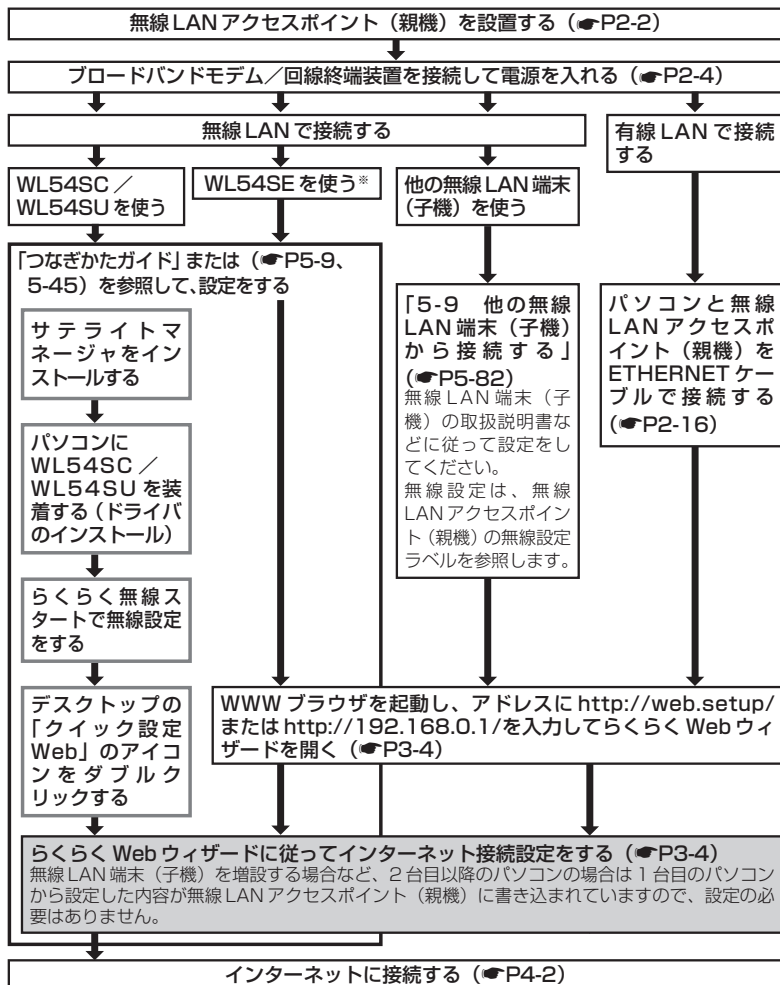 無線LANアクセスポイント（親機）を設置する（☛P2-2）
ブロードバンドモデム／回線終端装置を接続して電源を入れる（☛P2-4）
無線LANで接続する
有線LANで接続
する
WL54SC／
WL54SUを使う
WL54SEを使う※
他の無線LAN端末
（子機）を使う
「つなぎかたガイド」または（☛P5-9、
5-45）を参照して、設定をする
サテライトマ
ネージャをイン
ストールする
パソコンに
WL54SC／
WL54SUを装
着する（ドライバ
のインストール）
らくらく無線ス
タートで無線設定
をする
デスクトップの
「クイック設定
Web」のアイコ
ンをダブルク
リックする
「5-9　他の無線
LAN端末（子機）
から接続する」
（☛P5-82）
無線LAN端末（子
機）の取扱説明書な
どに従って設定をし
てください。
無線設定は、無線
LANアクセスポイン
ト（親機）の無線設定
ラベルを参照します。
パソコンと無線
LANアクセスポ
イント（親機）を
ETHERNETケー
ブルで接続する
（☛P2-16）
WWWブラウザを起動し、アドレスにhttp://web.setup/
またはhttp://192.168.0.1/を入力してらくらくWebウィ
ザードを開く（☛P3-4）
らくらくWebウィザードに従ってインターネット接続設定をする（☛P3-4）
無線LAN端末（子機）を増設する場合など、2台目以降のパソコンの場合は1台目のパソコン
から設定した内容が無線LANアクセスポイント（親機）に書き込まれていますので、設定の必
要はありません。
インターネットに接続する（☛P4-2）